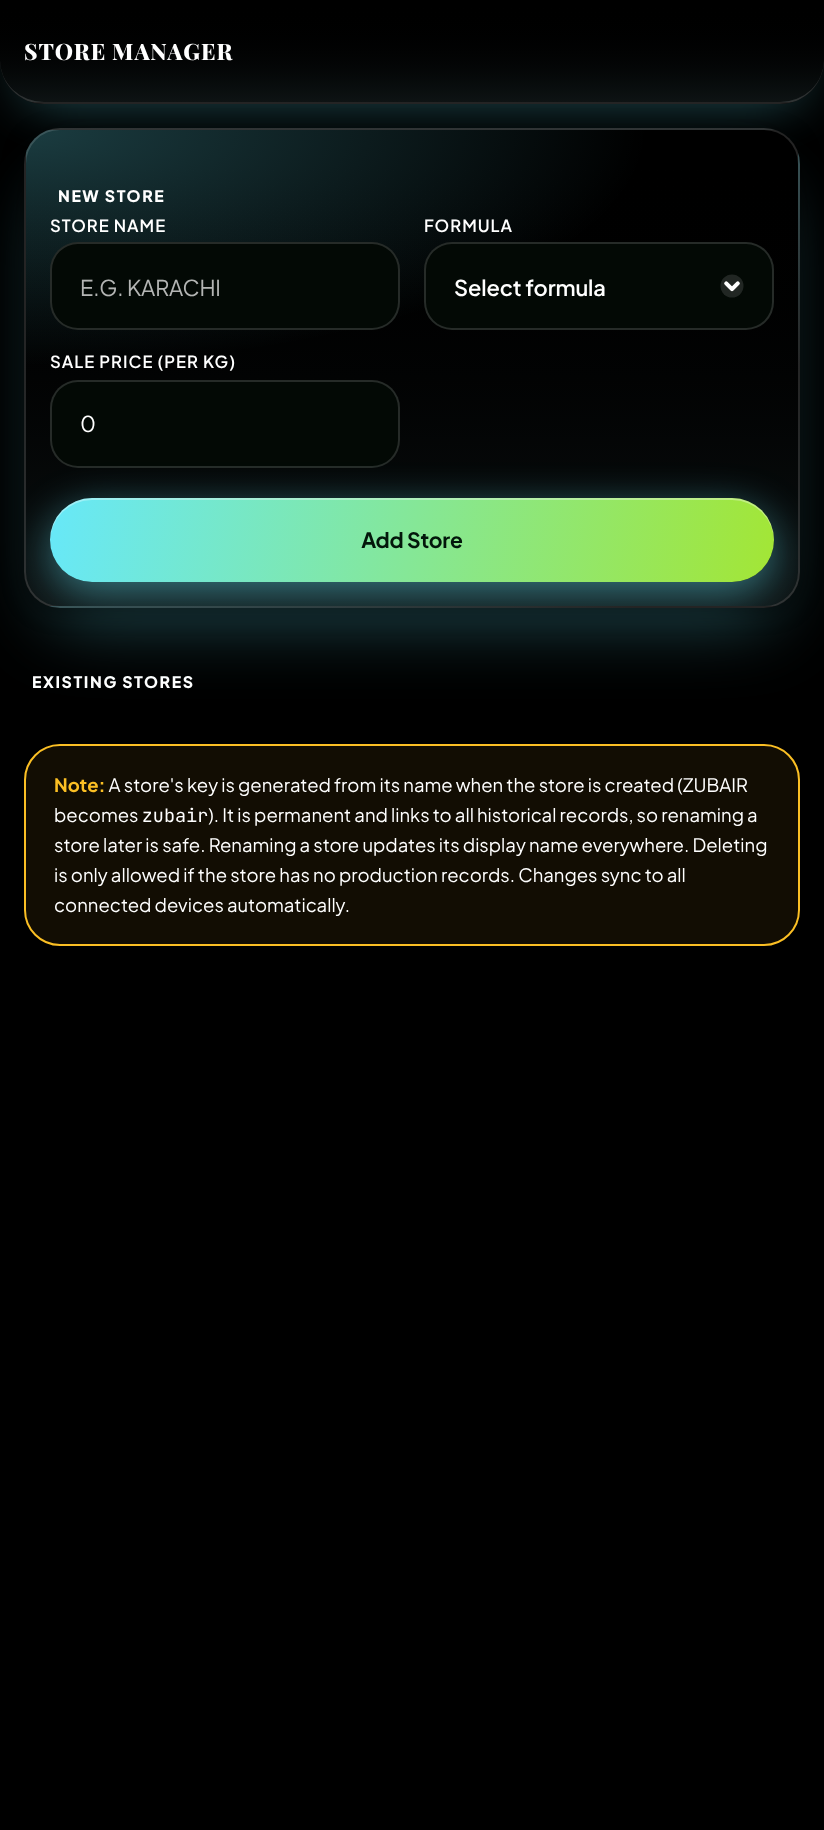 STORE MANAGER
NEW STORE
STORE NAME
FORMULA
E.G. KARACHI
Select formula
SALE PRICE (PER KG)
0
Add Store
EXISTING STORES
Note: A store's key is generated from its name when the store is created (ZUBAIR
becomes zubair). It is permanent and links to all historical records, so renaming a
store later is safe. Renaming a store updates its display name everywhere. Deleting
is only allowed if the store has no production records. Changes sync to all
connected devices automatically.